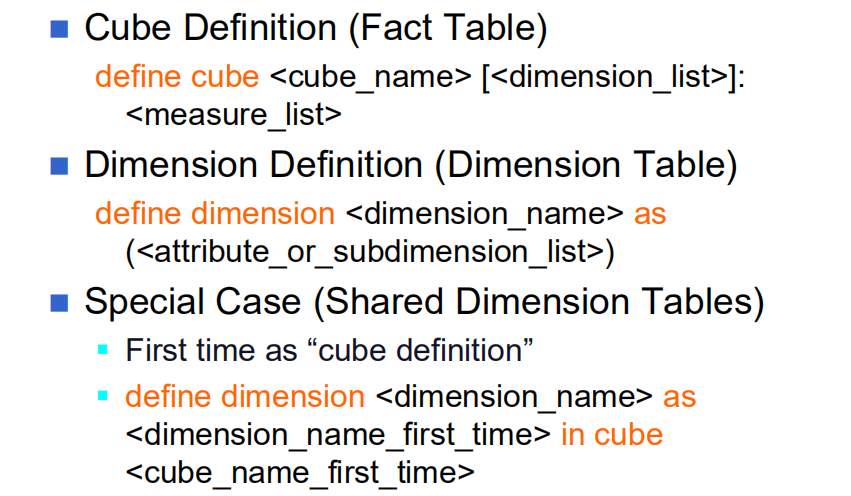 Cube Definition (Fact Table)
define cube <cube_name> [<dimension_list>]:
<measure_list>
Dimension Definition (Dimension Table)
define dimension <dimension_name> as
(<attribute_or_subdimension_list>)
Special Case (Shared Dimension Tables)
First time as “cube definition”
define dimension <dimension_name> as
<dimension_name_first_time> in cube
<cube_name_first_time>